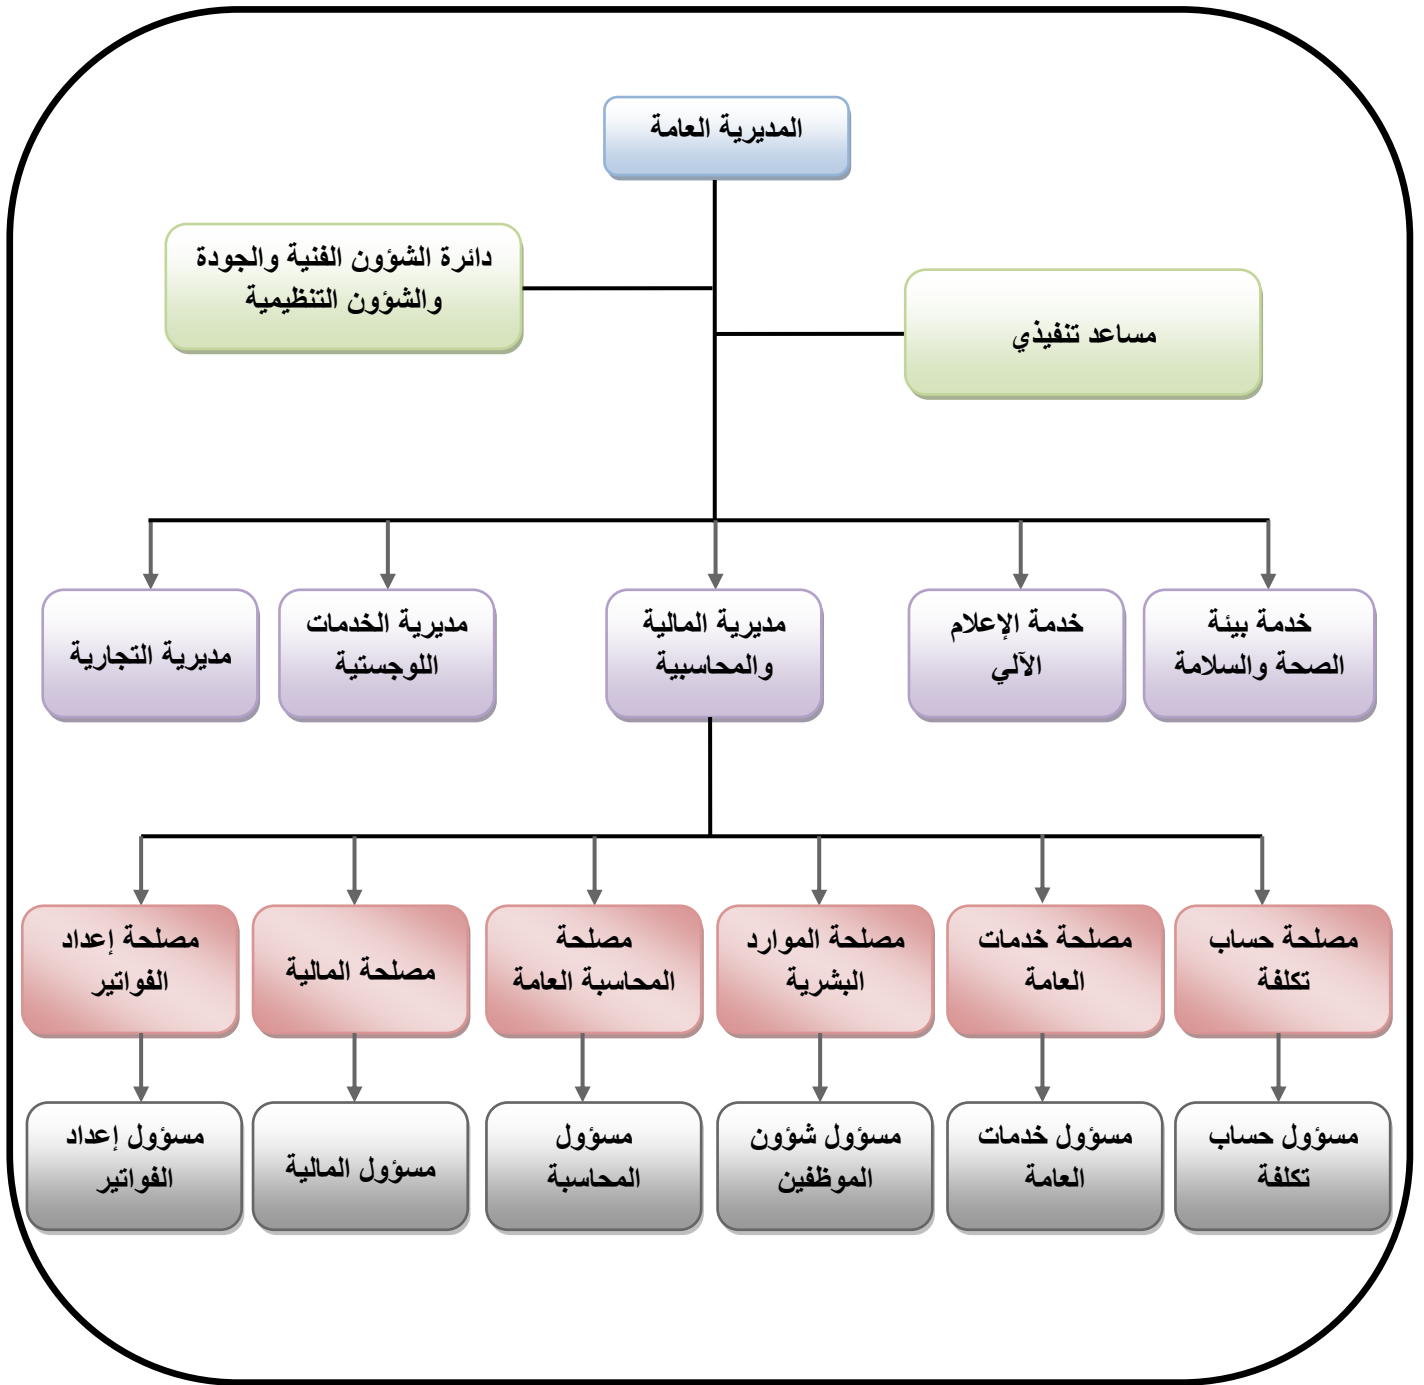 المديرية العامة
دائرة الشؤون الفنية والجودة
والشؤون التنظيمية
مساعد تنفيذي
خدمة بيئة
الصحة والسلامة
خدمة الإعلام
الآلي
مديرية المالية
والمحاسبية
مديرية الخدمات
اللوجستية
مديرية التجارية
مصلحة حساب
تكلفة
مصلحة خدمات
العامة
مصلحة الموارد
البشرية
مصلحة
المحاسبة العامة
مصلحة المالية
مصلحة إعداد
الفواتير
مسؤول حساب
تكلفة
مسؤول خدمات
العامة
مسؤول شؤون
الموظفين
مسؤول
المحاسبة
مسؤول المالية
مسؤول إعداد
الفواتير